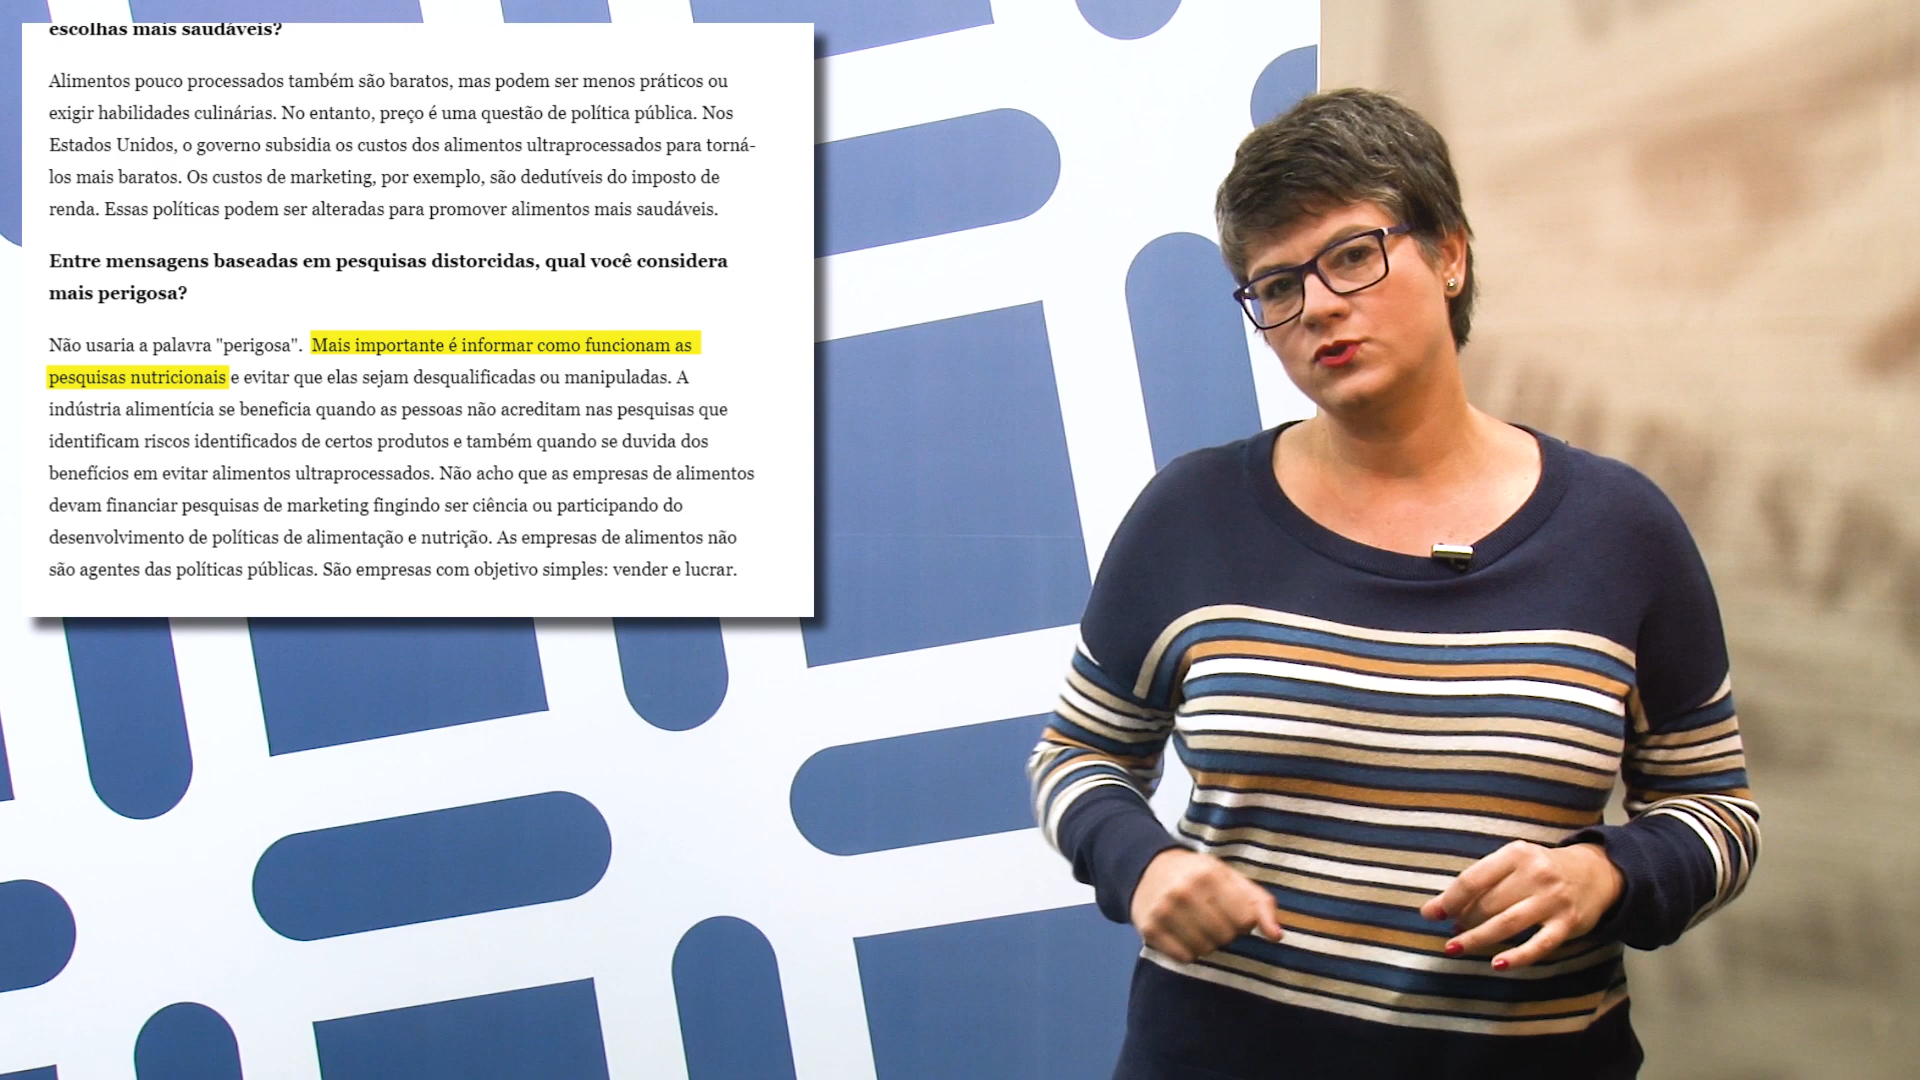 escolhas mais saudáveis?
Alimentos pouco processados também são baratos, mas podem ser menos práticos ou
exigir habilidades culinárias. No entanto, preço é uma questão de política pública. Nos
Estados Unidos, o governo subsidia os custos dos alimentos ultraprocessados para torná-
los mais baratos. Os custos de marketing, por exemplo, são dedutíveis do imposto de
renda. Essas políticas podem ser alteradas para promover alimentos mais saudáveis.
Entre mensagens baseadas em pesquisas distorcidas, qual você considera
mais perigosa?
Não usaria a palavra "perigosa". Mais importante é informar como funcionam as
pesquisas nutricionais e evitar que elas sejam desqualificadas ou manipuladas. A
indústria alimentícia se beneficia quando as pessoas não acreditam nas pesquisas que
identificam riscos identificados de certos produtos e também quando se duvida dos
benefícios em evitar alimentos ultraprocessados. Não acho que as empresas de alimentos
devam financiar pesquisas de marketing fingindo ser ciência ou participando do
desenvolvimento de políticas de alimentação e nutrição. As empresas de alimentos não
são agentes das políticas públicas. São empresas com objetivo simples: vender e lucrar.